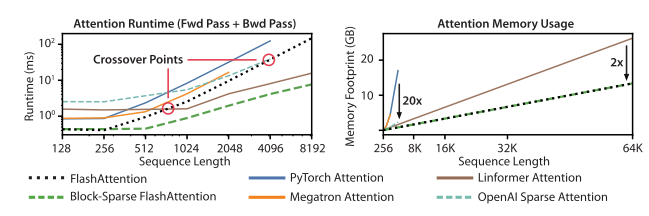 Attention Runtime (Fwd Pass + Bwd Pass)
Runtime (ms)
10²
10¹
10⁰
Crossover Points
128 256 512 1024 2048 4096 8192
Sequence Length
Attention Memory Usage
Memory Footprint (GB)
20
10
20x
2x
256 8K 16K 32K 64K
Sequence Length
FlashAttention
Block-Sparse FlashAttention
PyTorch Attention
Megatron Attention
Linformer Attention
OpenAI Sparse Attention